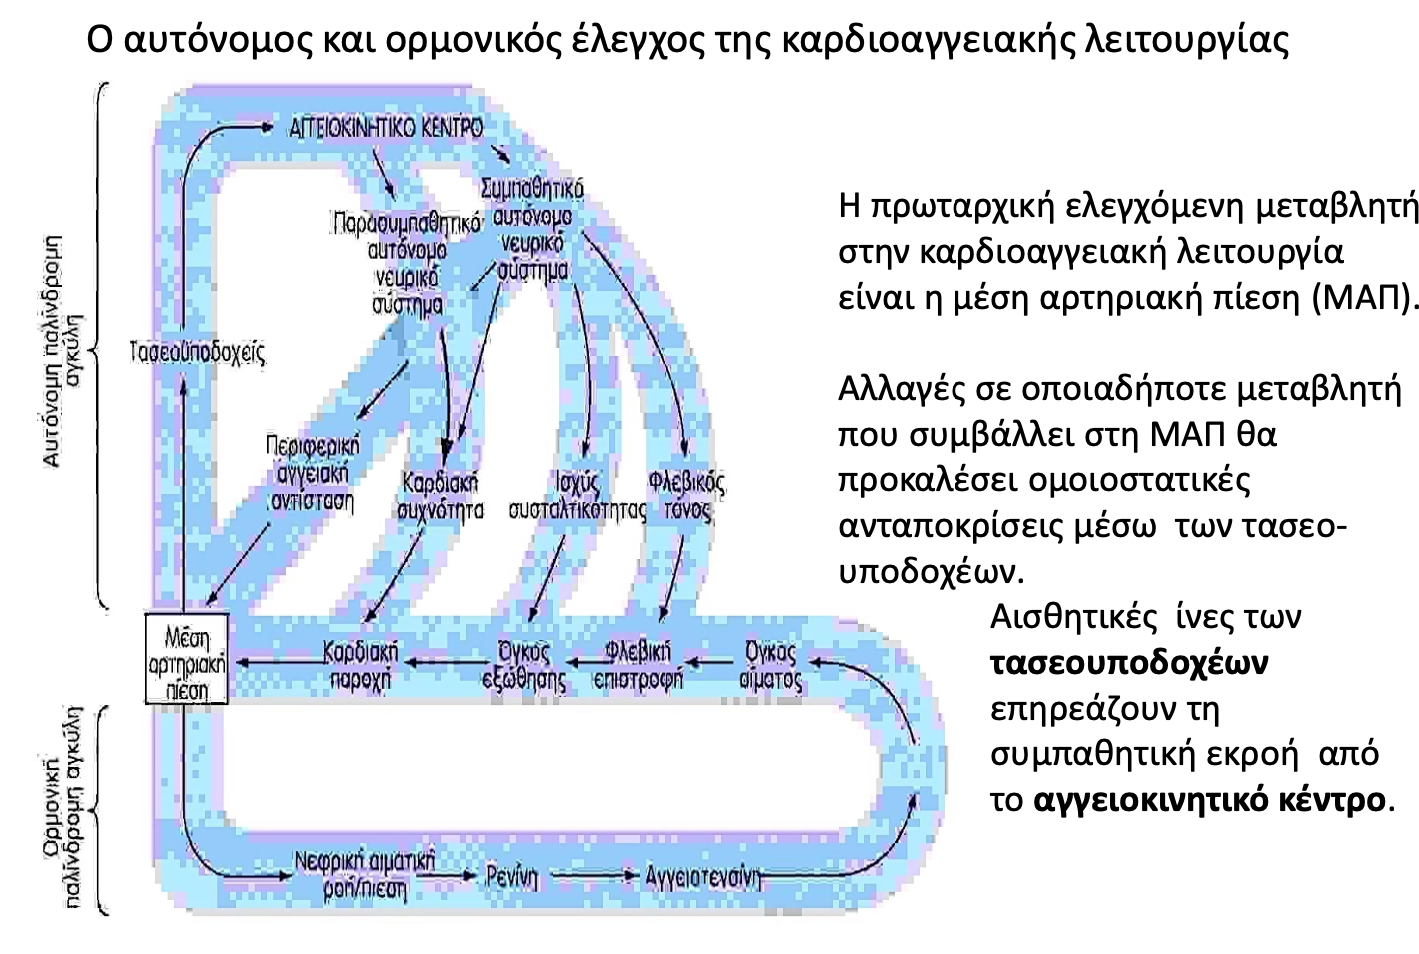 Ο αυτόνομος και ορμονικός έλεγχος της καρδιοαγγειακής λειτουργίας
Αυτόνομη παλίνδρομη
αγκύλη
ΑΓΓΕΙΟΚΙΝΗΤΙΚΟ ΚΕΝΤΡΟ
Παρασυμπαθητικό
αυτόνομο
νευρικό
σύστημα
Συμπαθητικό
αυτόνομο
νευρικό
σύστημα
Τασεοϋποδοχείς
Περιφερική
αγγειακή
αντίσταση
Καρδιακή
συχνότητα
Ισχύς
συσταλτικότητας
Φλεβικός
τόνος
Μέση
αρτηριακή
πίεση
Καρδιακή
παροχή
Όγκος
εξώθησης
Φλεβική
επιστροφή
Όγκος
αίματος
Ορμονική
παλίνδρομη αγκύλη
Νεφρική αιματική
ροή/πίεση
Ρενίνη
Αγγειοτενσίνη
Η πρωταρχική ελεγχόμενη μεταβλητή
στην καρδιοαγγειακή λειτουργία
είναι η μέση αρτηριακή πίεση (ΜΑΠ).
Αλλαγές σε οποιαδήποτε μεταβλητή
που συμβάλλει στη ΜΑΠ θα
προκαλέσει ομοιοστατικές
ανταποκρίσεις μέσω των τασεο-
υποδοχέων.
Αισθητικές ίνες των
τασεουποδοχέων
επηρεάζουν τη
συμπαθητική εκροή από
το αγγειοκινητικό κέντρο.